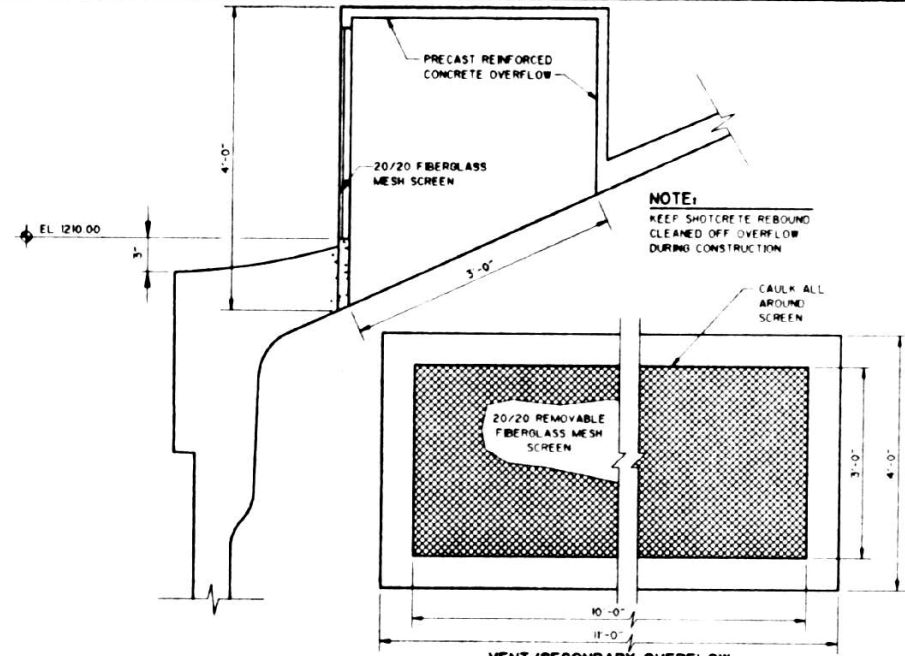 PRECAST REINFORCED
CONCRETE OVERFLOW
4'-0"
20/20 FIBERGLASS
MESH SCREEN
NOTE:
KEEP SHOTCRETE REBOUND
CLEANED OFF OVERFLOW
DURING CONSTRUCTION
EL 1210.00
3"
3'-0"
CAULK ALL
AROUND
SCREEN
20/20 REMOVABLE
FIBERGLASS MESH
SCREEN
3'-0"
4'-0"
10'-0"
11'-0"
VENT/SECONDARY OVERFLOW